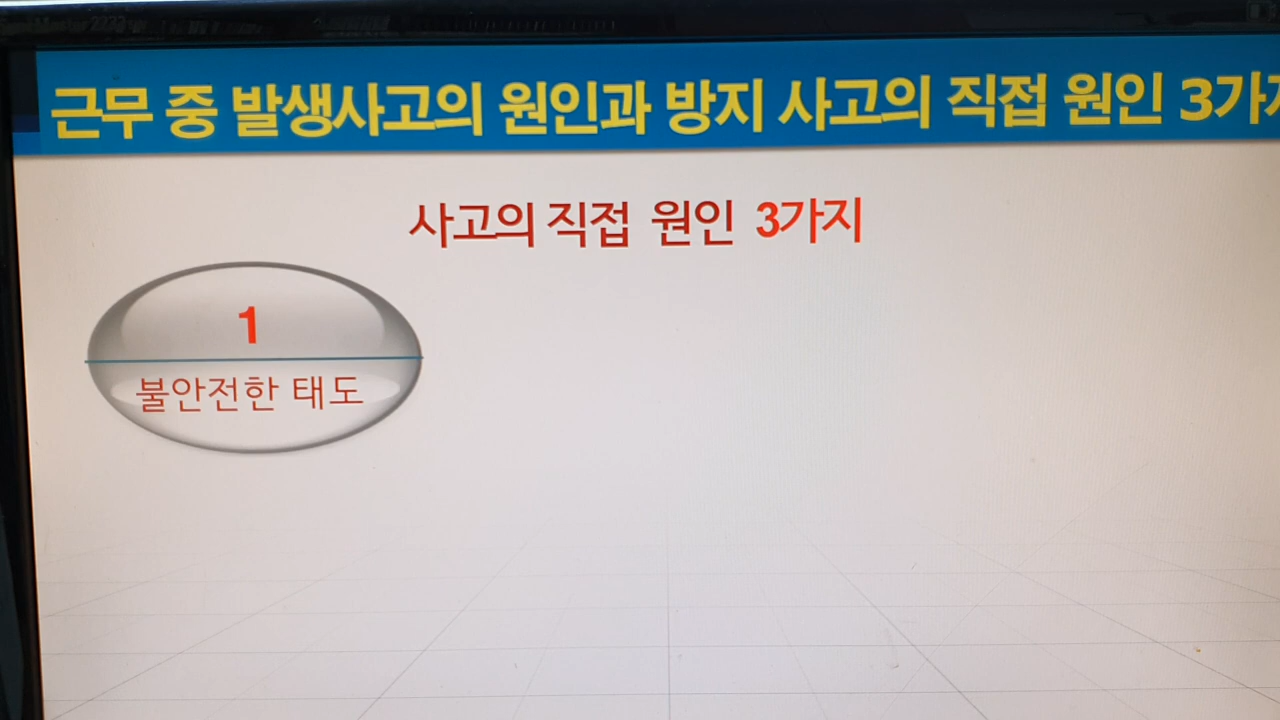 근무 중 발생사고의 원인과 방지 사고의 직접 원인 3가
사고의 직접 원인 3가지
1
불안전한 태도